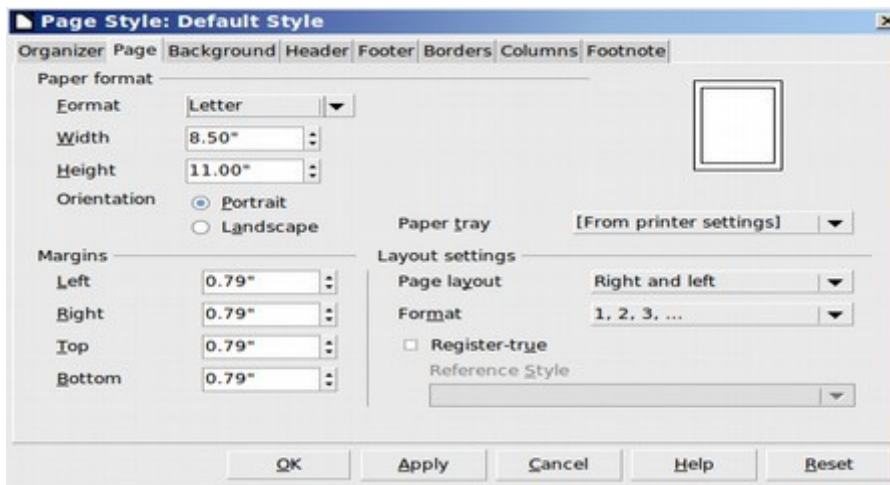 Page Style: Default Style
Organizer Page Background Header Footer Borders Columns Footnote
Paper format
Format Letter
Width 8.50"
Height 11.00"
Orientation Portrait
Landscape
Paper tray [From printer settings]
Margins
Left 0.79"
Right 0.79"
Top 0.79"
Bottom 0.79"
Layout settings
Page layout Right and left
Format 1, 2, 3, ...
Register-true
Reference Style
OK Apply Cancel Help Reset